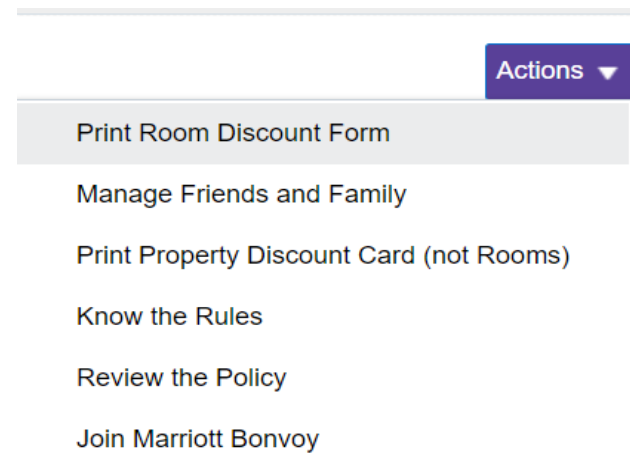 Actions
Print Room Discount Form
Manage Friends and Family
Print Property Discount Card (not Rooms)
Know the Rules
Review the Policy
Join Marriott Bonvoy